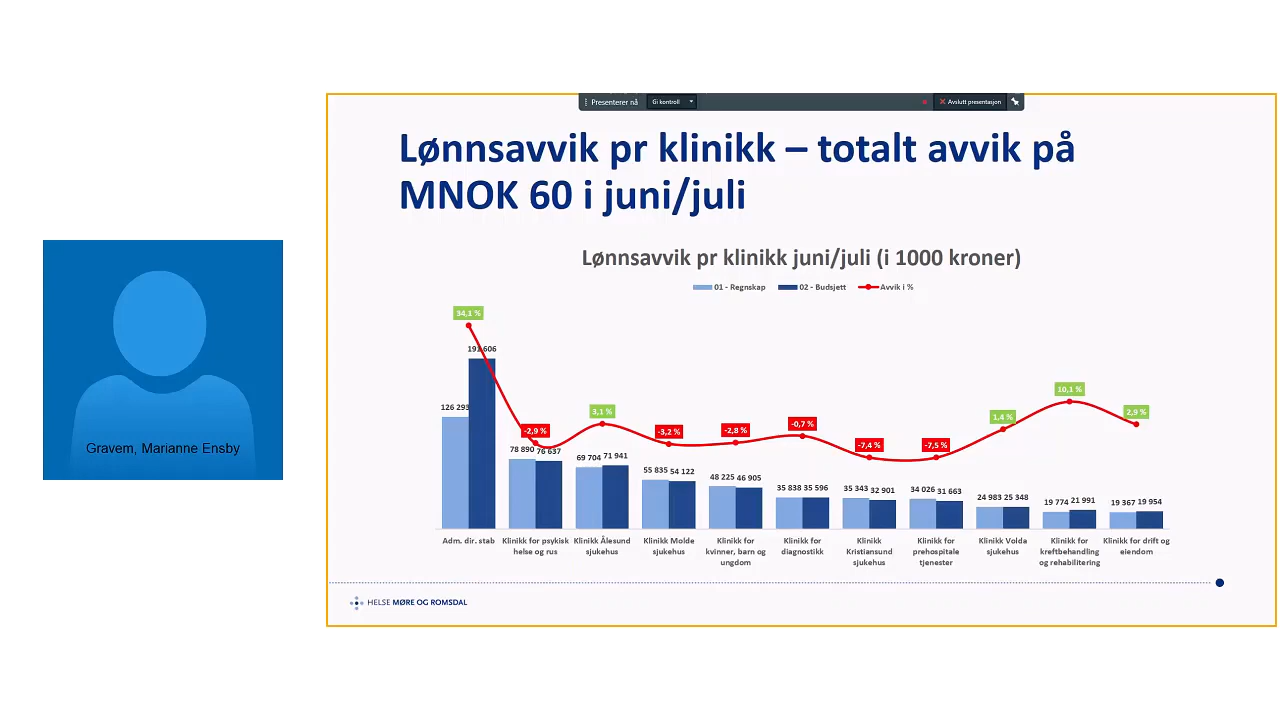 Presenterer nå
Gi kontroll
Avslutt presentasjon
Lønnsavvik pr klinikk – totalt avvik på
MNOK 60 i juni/juli
Lønnsavvik pr klinikk juni/juli (i 1000 kroner)
01 - Regnskap 02 - Budsjett Avvik i %
34,1 % -2,9 % 3,1 % -3,2 % -2,8 % -0,7 % -7,4 % -7,5 % 1,4 % 10,1 % 2,9 %
126 293 191 606
78 890 76 637
69 704 71 941
55 835 54 122
48 225 46 905
35 838 35 596
35 343 32 901
34 026 31 663
24 983 25 348
19 774 21 991
19 367 19 954
Adm. dir. stab
Klinikk for psykisk
helse og rus
Klinikk Ålesund
sjukehus
Klinikk Molde
sjukehus
Klinikk for
kvinner, barn og
ungdom
Klinikk for
diagnostikk
Klinikk
Kristiansund
sjukehus
Klinikk for
prehospitale
tjenester
Klinikk Volda
sjukehus
Klinikk for
kreftbehandling
og rehabilitering
Klinikk for drift og
eiendom
HELSE MØRE OG ROMSDAL
Gravem, Marianne Ensby